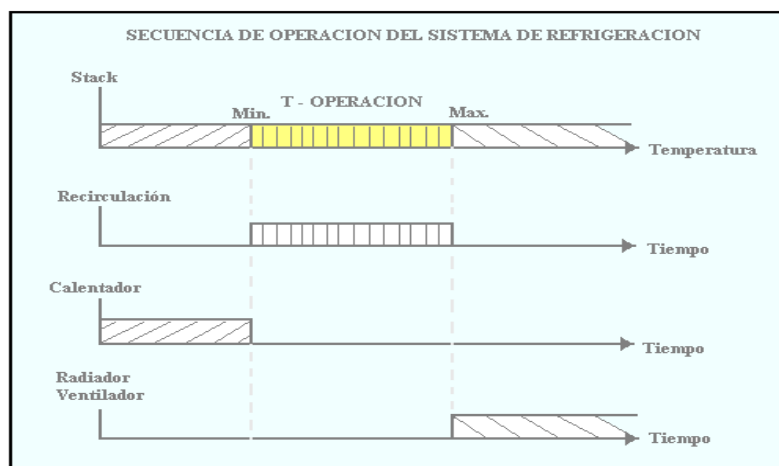 SECUENCIA DE OPERACION DEL SISTEMA DE REFRIGERACION
Stack
T - OPERACION
Min.
Max.
Temperatura
Recirculación
Tiempo
Calentador
Tiempo
Radiador
Ventilador
Tiempo